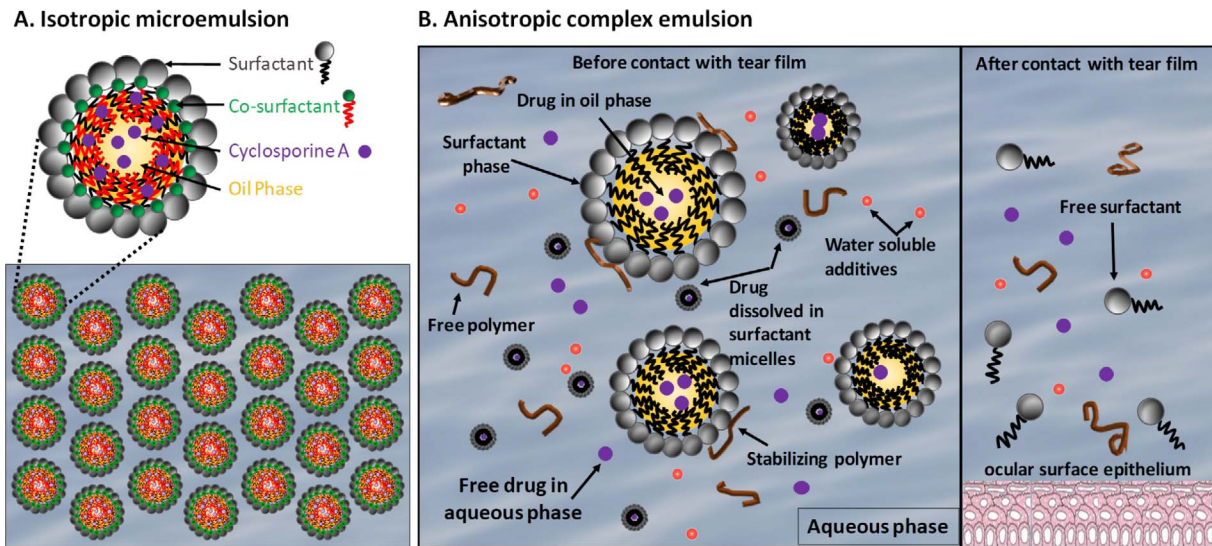 A. Isotropic microemulsion
Surfactant
Co-surfactant
Cyclosporine A
Oil Phase
B. Anisotropic complex emulsion
Before contact with tear film
Drug in oil phase
Surfactant
phase
Water soluble
additives
Free polymer
Drug
dissolved in
surfactant
micelles
Stabilizing polymer
Free drug in
aqueous phase
Aqueous phase
After contact with tear film
Free surfactant
ocular surface epithelium